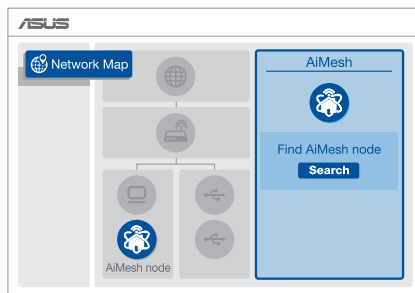 ASUS
Network Map
AiMesh
Find AiMesh node
Search
AiMesh node